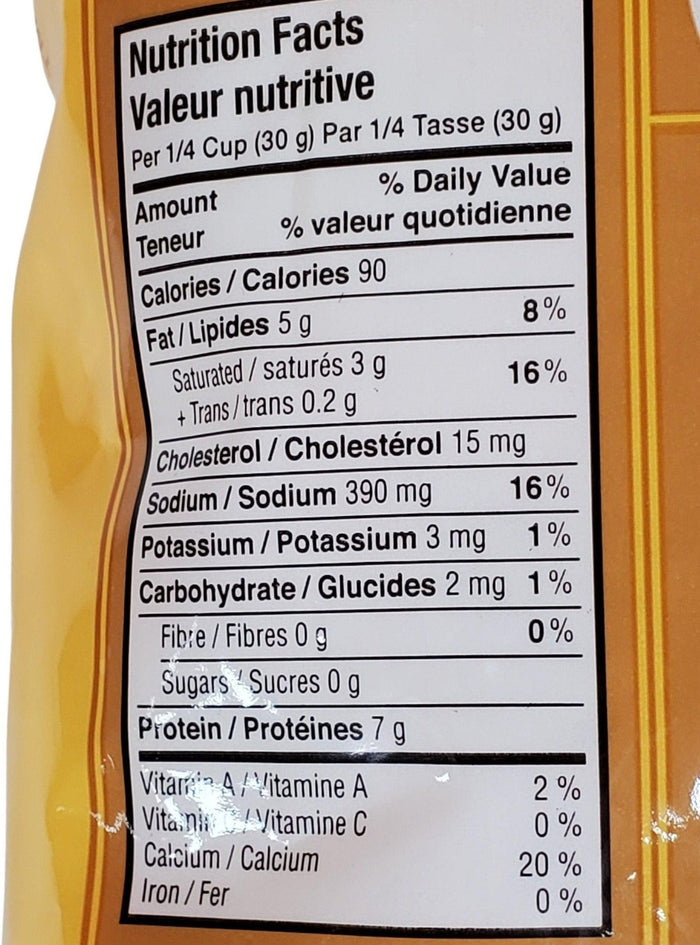 Nutrition Facts
Valeur nutritive
Per 1/4 Cup (30 g) Par 1/4 Tasse (30 g)
Amount % Daily Value
Teneur % valeur quotidienne
Calories / Calories 90
Fat / Lipides 5 g 8 %
Saturated / saturés 3 g 16 %
+ Trans / trans 0.2 g
Cholesterol / Cholestérol 15 mg
Sodium / Sodium 390 mg 16 %
Potassium / Potassium 3 mg 1 %
Carbohydrate / Glucides 2 mg 1 %
Fibre / Fibres 0 g 0 %
Sugars / Sucres 0 g
Protein / Protéines 7 g
Vitamin A / Vitamine A 2 %
Vitamin C / Vitamine C 0 %
Calcium / Calcium 20 %
Iron / Fer 0 %